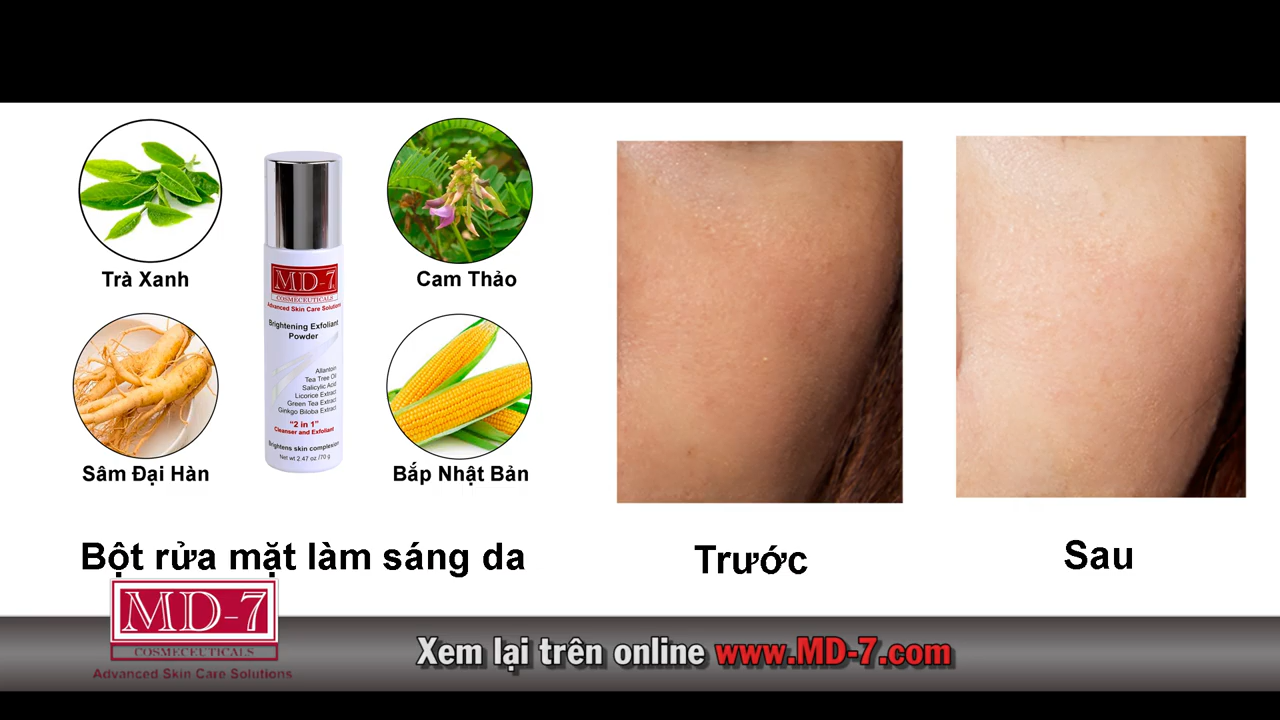 Trà Xanh
Cam Thảo
Sâm Đại Hàn
Bắp Nhật Bản
MD-7
COSMECEUTICALS
Advanced Skin Care Solutions
Brightening Exfoliant
Powder
Allantoin
Tea Tree Oil
Salicylic Acid
Licorice Extract
Green Tea Extract
Ginkgo Biloba Extract
"2 in 1"
Cleanser and Exfoliant
Brightens skin complexion
Net wt 2.47 oz /70 g
Bột rửa mặt làm sáng da
Trước
Sau
MD-7
COSMECEUTICALS
Advanced Skin Care Solutions
Xem lại trên online www.MD-7.com